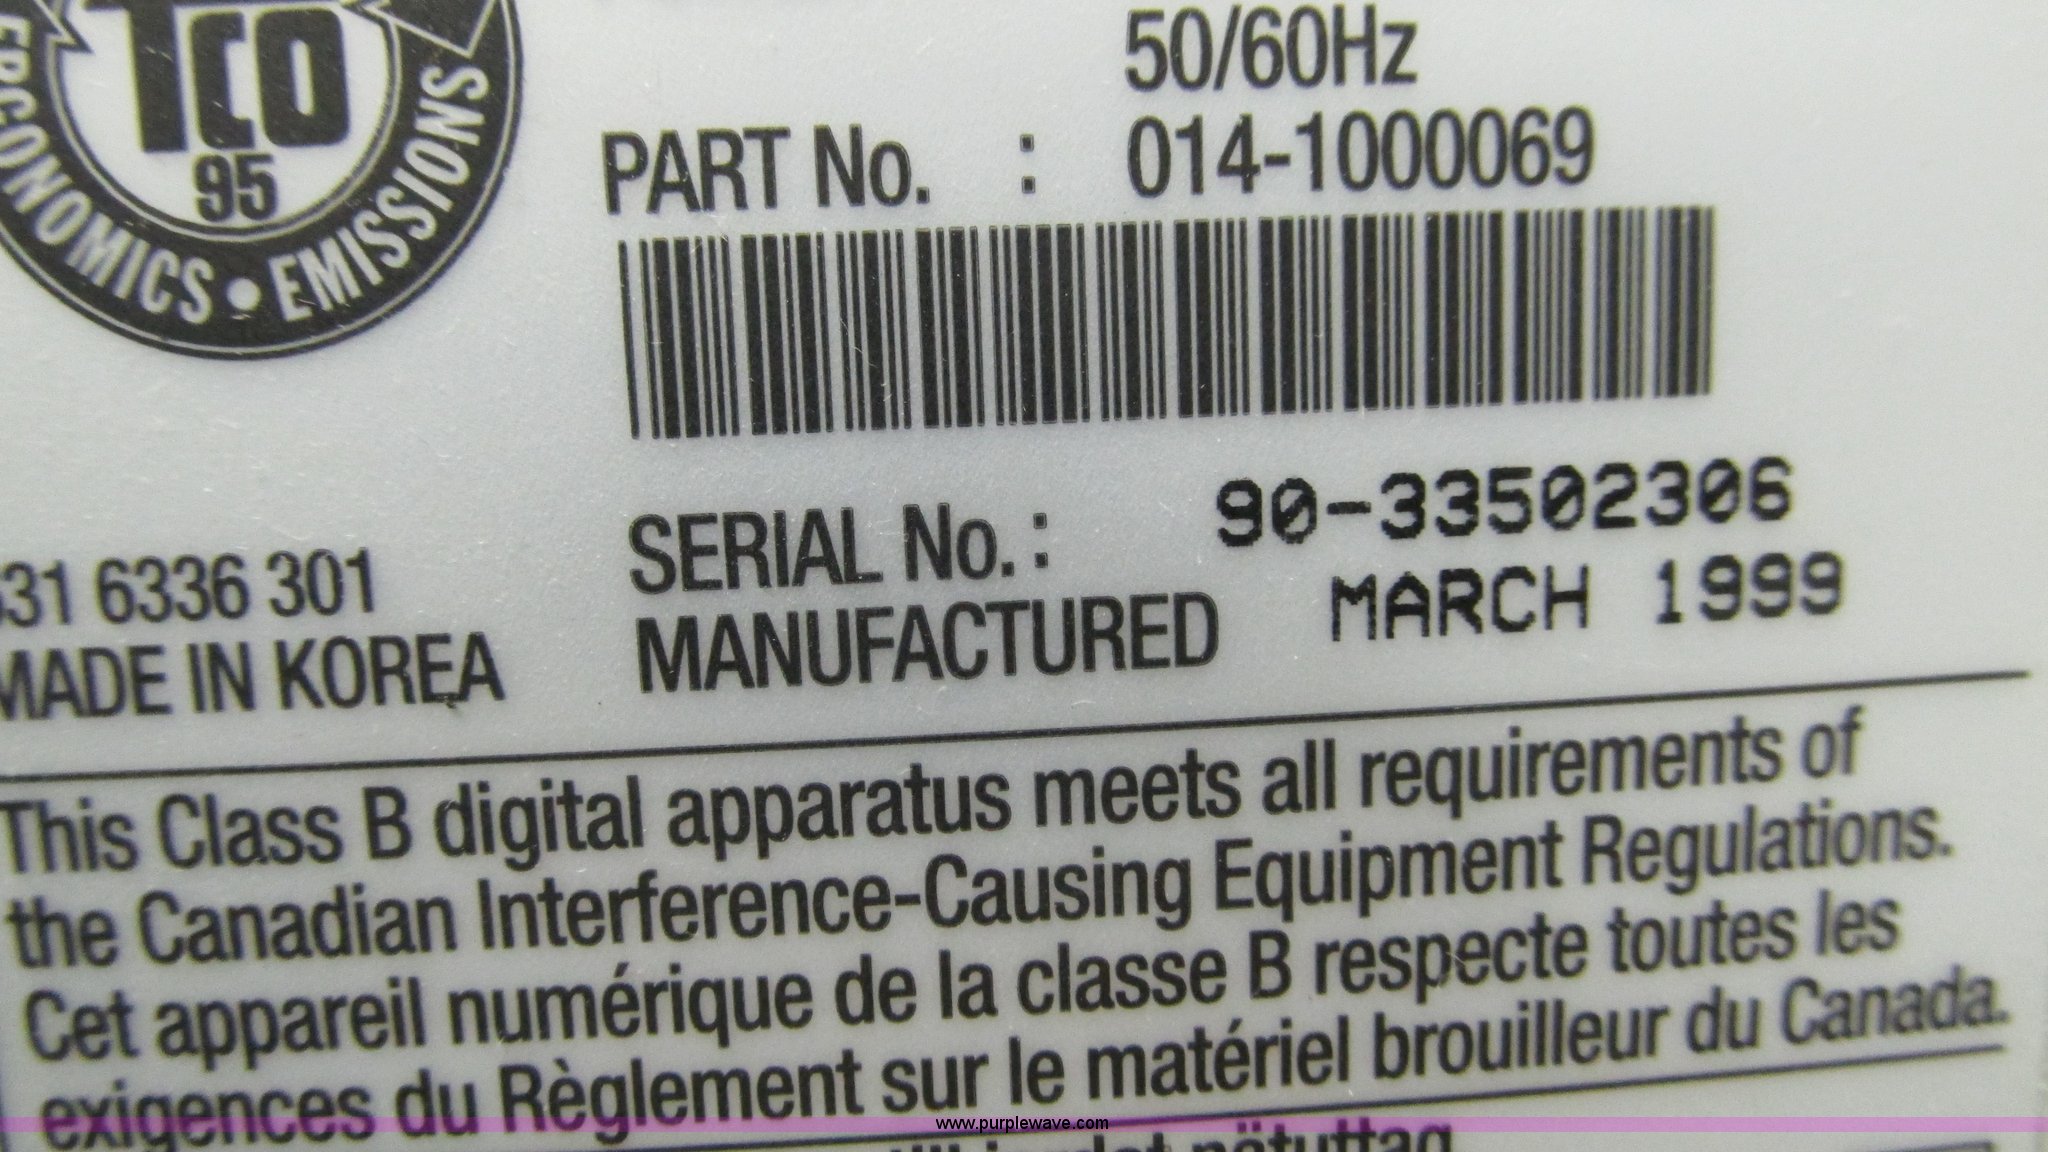 TCO
95
ERGONOMICS • EMISSIONS
50/60Hz
PART No. : 014-1000069
SERIAL No. : 90-33502306
MANUFACTURED MARCH 1999
31 6336 301
MADE IN KOREA
This Class B digital apparatus meets all requirements of
the Canadian Interference-Causing Equipment Regulations.
Cet appareil numérique de la classe B respecte toutes les
exigences du Règlement sur le matériel brouilleur du Canada.
www.purplewave.com